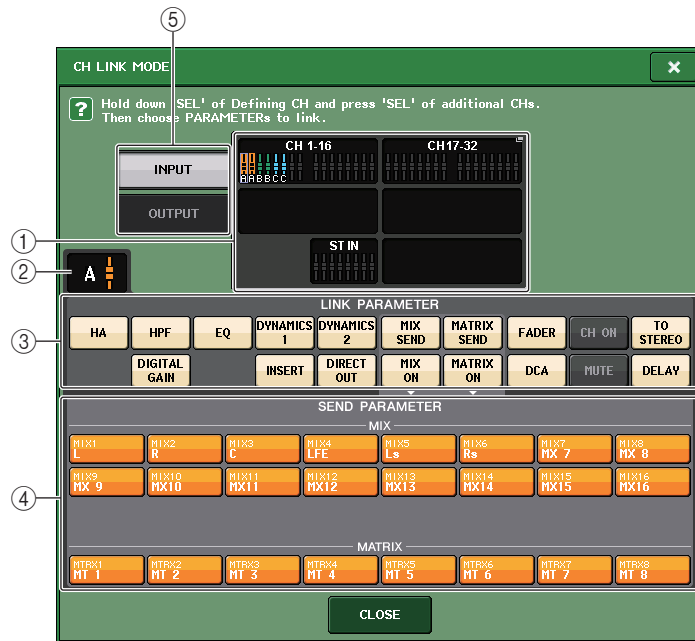 5
CH LINK MODE
×
? Hold down 'SEL' of Defining CH and press 'SEL' of additional CHs.
Then choose PARAMETERs to link.
INPUT
OUTPUT
CH 1-16
CH17-32
AABBCC
ST IN
1
2
A
3
LINK PARAMETER
HA
HPF
EQ
DYNAMICS 1
DYNAMICS 2
MIX SEND
MATRIX SEND
FADER
CH ON
TO STEREO
DIGITAL GAIN
INSERT
DIRECT OUT
MIX ON
MATRIX ON
DCA
MUTE
DELAY
4
SEND PARAMETER
MIX
MIX1 L
MIX2 R
MIX3 C
MIX4 LFE
MIX5 Ls
MIX6 Rs
MIX7 MX 7
MIX8 MX 8
MIX9 MX 9
MIX10 MX10
MIX11 MX11
MIX12 MX12
MIX13 MX13
MIX14 MX14
MIX15 MX15
MIX16 MX16
MATRIX
MTRX1 MT 1
MTRX2 MT 2
MTRX3 MT 3
MTRX4 MT 4
MTRX5 MT 5
MTRX6 MT 6
MTRX7 MT 7
MTRX8 MT 8
CLOSE